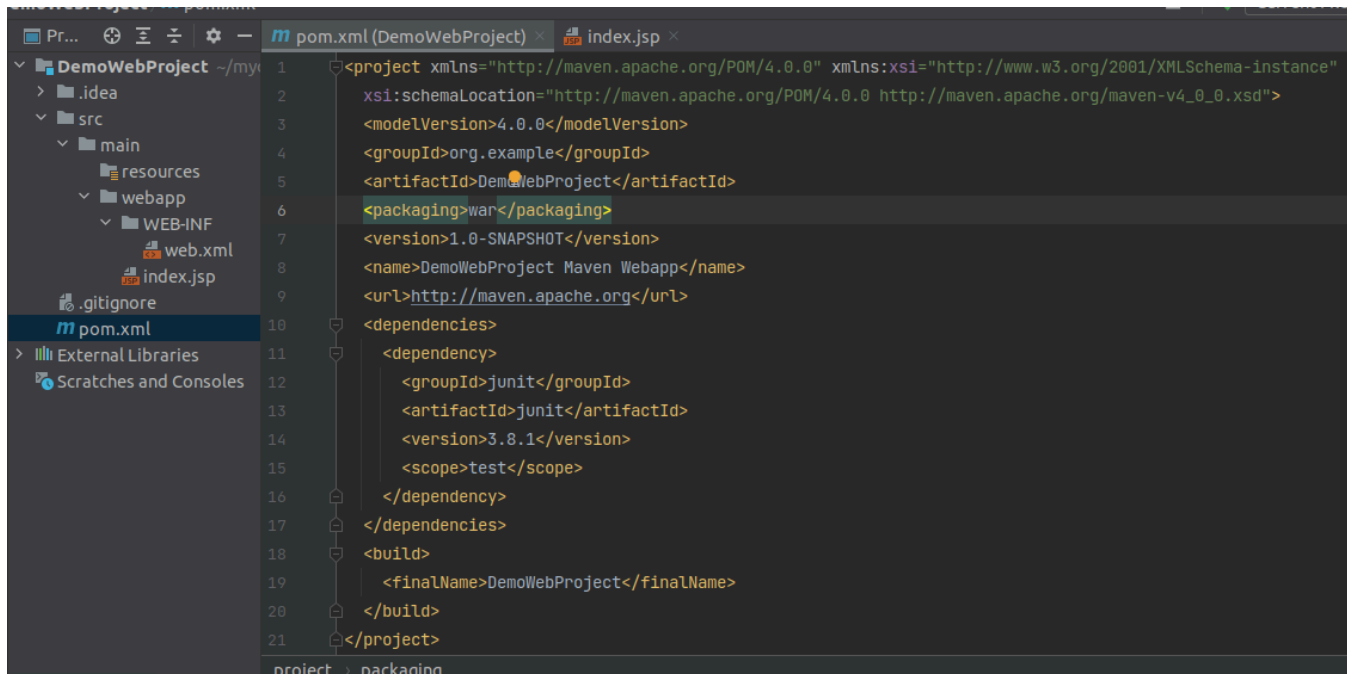 Pr...
pom.xml (DemoWebProject)
index.jsp
DemoWebProject ~/my
.idea
src
main
resources
webapp
WEB-INF
web.xml
index.jsp
.gitignore
pom.xml
External Libraries
Scratches and Consoles
1 <project xmlns="http://maven.apache.org/POM/4.0.0" xmlns:xsi="http://www.w3.org/2001/XMLSchema-instance"
2 xsi:schemaLocation="http://maven.apache.org/POM/4.0.0 http://maven.apache.org/maven-v4_0_0.xsd">
3 <modelVersion>4.0.0</modelVersion>
4 <groupId>org.example</groupId>
5 <artifactId>DemoWebProject</artifactId>
6 <packaging>war</packaging>
7 <version>1.0-SNAPSHOT</version>
8 <name>DemoWebProject Maven Webapp</name>
9 <url>http://maven.apache.org</url>
10 <dependencies>
11 <dependency>
12 <groupId>junit</groupId>
13 <artifactId>junit</artifactId>
14 <version>3.8.1</version>
15 <scope>test</scope>
16 </dependency>
17 </dependencies>
18 <build>
19 <finalName>DemoWebProject</finalName>
20 </build>
21 </project>
project › packaging